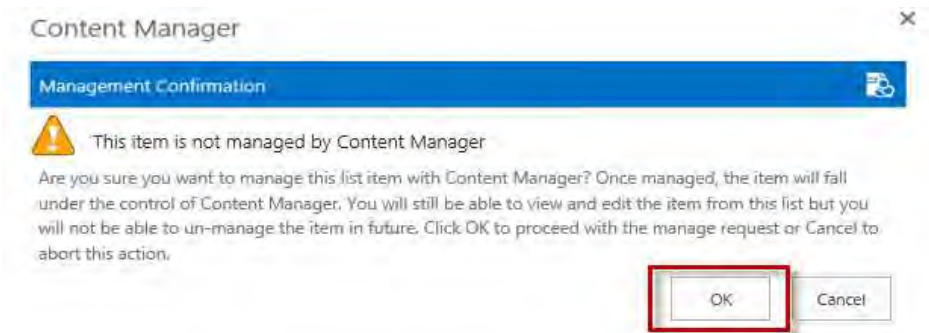 Content Manager
Management Confirmation
This item is not managed by Content Manager
Are you sure you want to manage this list item with Content Manager? Once managed, the item will fall
under the control of Content Manager. You will still be able to view and edit the item from this list but you
will not be able to un-manage the item in future. Click OK to proceed with the manage request or Cancel to
abort this action.
OK Cancel